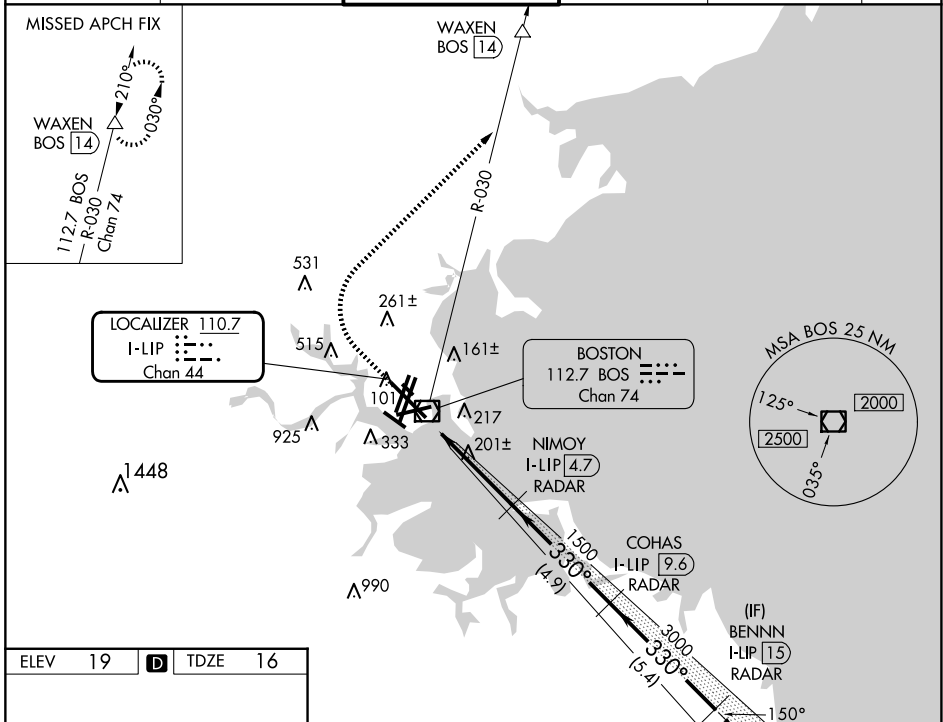 MISSED APCH FIX
210°
030°
WAXEN
BOS 14
112.7 BOS
R-030
Chan 74
WAXEN
BOS 14
R-030
531
261±
LOCALIZER 110.7
I-LIP
Chan 44
515
161±
BOSTON
112.7 BOS
Chan 74
MSA BOS 25 NM
125°
2000
2500
035°
101
217
925
333
201±
NIMOY
I-LIP 4.7
RADAR
1448
1500
330°
(4.9)
COHAS
I-LIP 9.6
RADAR
990
3000
330°
(5.4)
(IF)
BENNN
I-LIP 15
RADAR
150°
ELEV 19 D TDZE 16